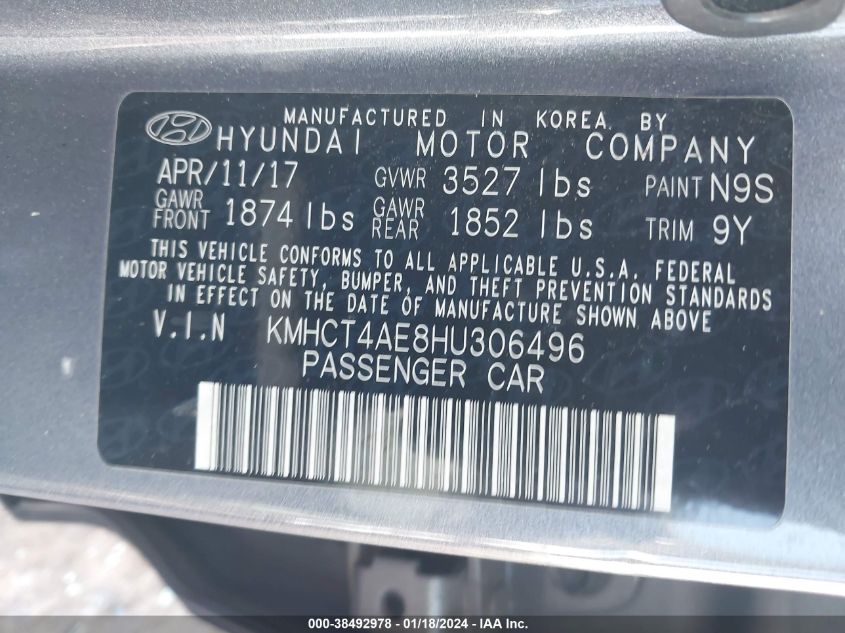 MANUFACTURED IN KOREA BY
HYUNDAI MOTOR COMPANY
APR/11/17 GVWR 3527 lbs PAINT N9S
GAWR FRONT 1874 lbs GAWR REAR 1852 lbs TRIM 9Y
THIS VEHICLE CONFORMS TO ALL APPLICABLE U.S.A. FEDERAL
MOTOR VEHICLE SAFETY, BUMPER, AND THEFT PREVENTION STANDARDS
IN EFFECT ON THE DATE OF MANUFACTURE SHOWN ABOVE
V.I.N KMHCT4AE8HU306496
PASSENGER CAR
000-38492978 - 01/18/2024 - IAAI.com